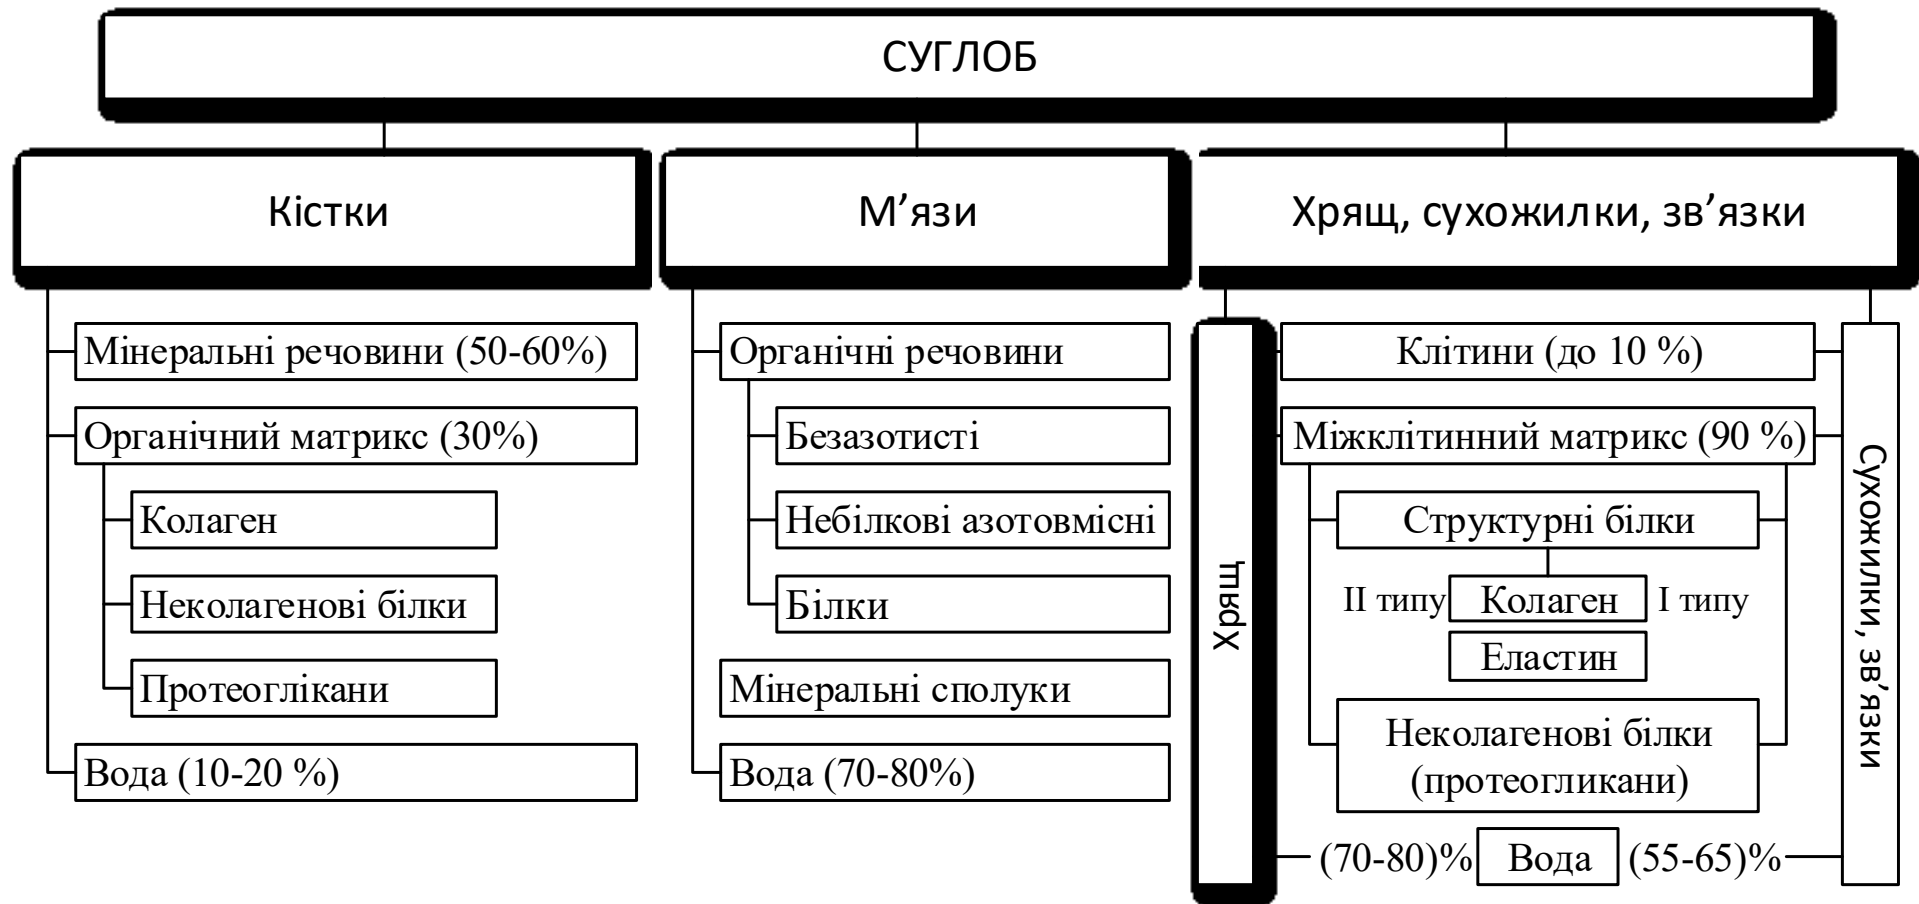 СУГЛОБ
Кістки
Мінеральні речовини (50-60%)
Органічний матрикс (30%)
Колаген
Неколагенові білки
Протеоглікани
Вода (10-20 %)
М’язи
Органічні речовини
Безазотисті
Небілкові азотовмісні
Білки
Мінеральні сполуки
Вода (70-80%)
Хрящ, сухожилки, зв’язки
Хрящ
Клітини (до 10 %)
Міжклітинний матрикс (90 %)
Структурні білки
II типу Колаген I типу
Еластин
Неколагенові білки
(протеогликани)
(70-80)% Вода (55-65)%
Сухожилки, зв’язки